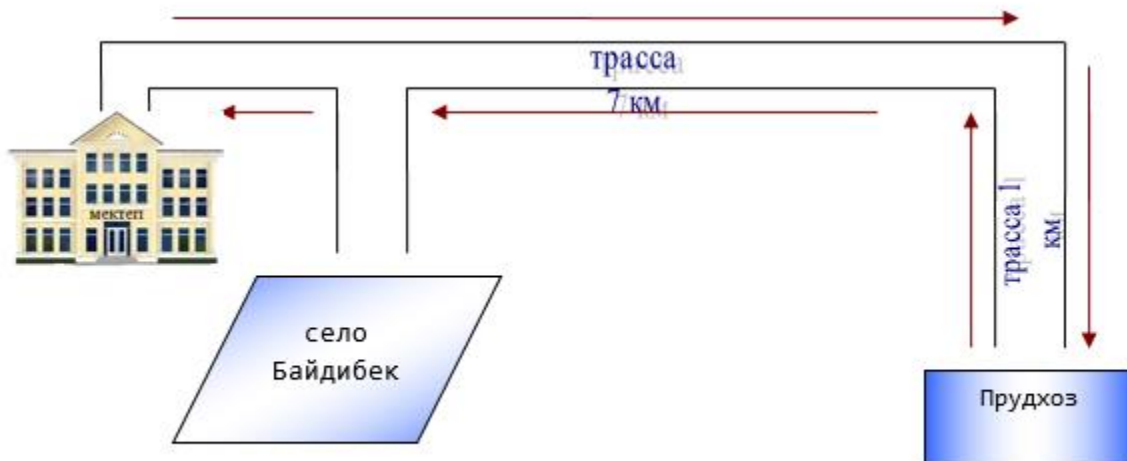 трасса
7 км
мектеп
трасса 1
км
село
Байдибек
Прудхоз